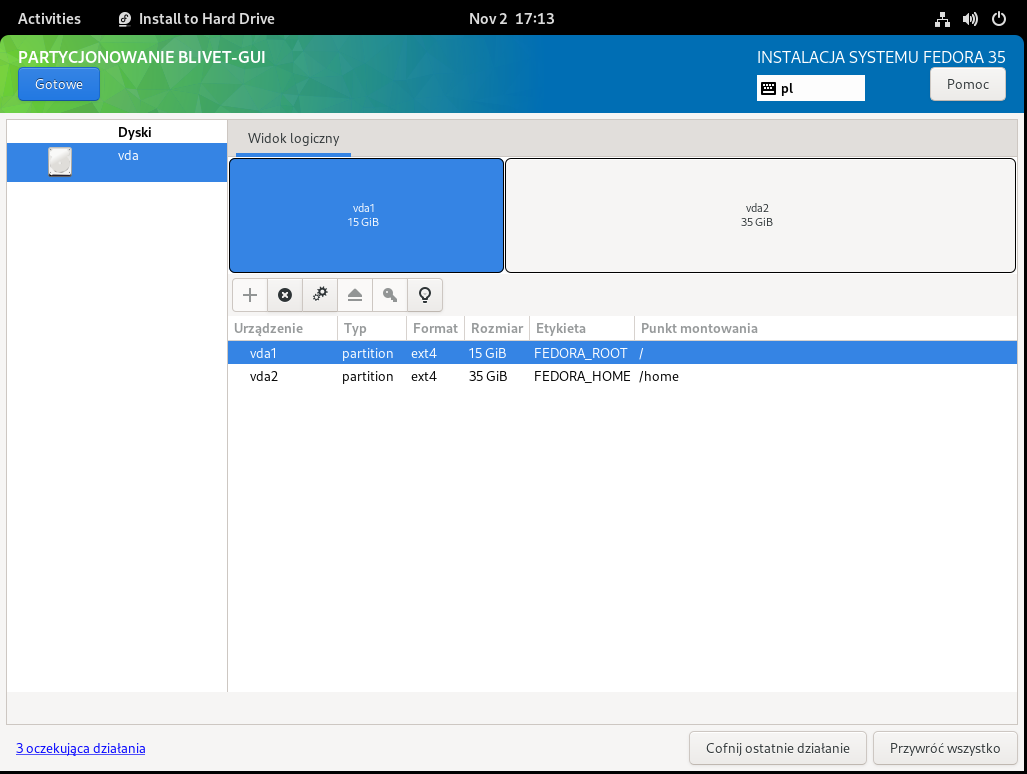 Activities Install to Hard Drive Nov 2 17:13
PARTYCJONOWANIE BLIVET-GUI
INSTALACJA SYSTEMU FEDORA 35
Gotowe
pl
Pomoc
Dyski
vda
Widok logiczny
vda1
15 GiB
vda2
35 GiB
Urządzenie Typ Format Rozmiar Etykieta Punkt montowania
vda1 partition ext4 15 GiB FEDORA_ROOT /
vda2 partition ext4 35 GiB FEDORA_HOME /home
3 oczekująca działania
Cofnij ostatnie działanie
Przywróć wszystko